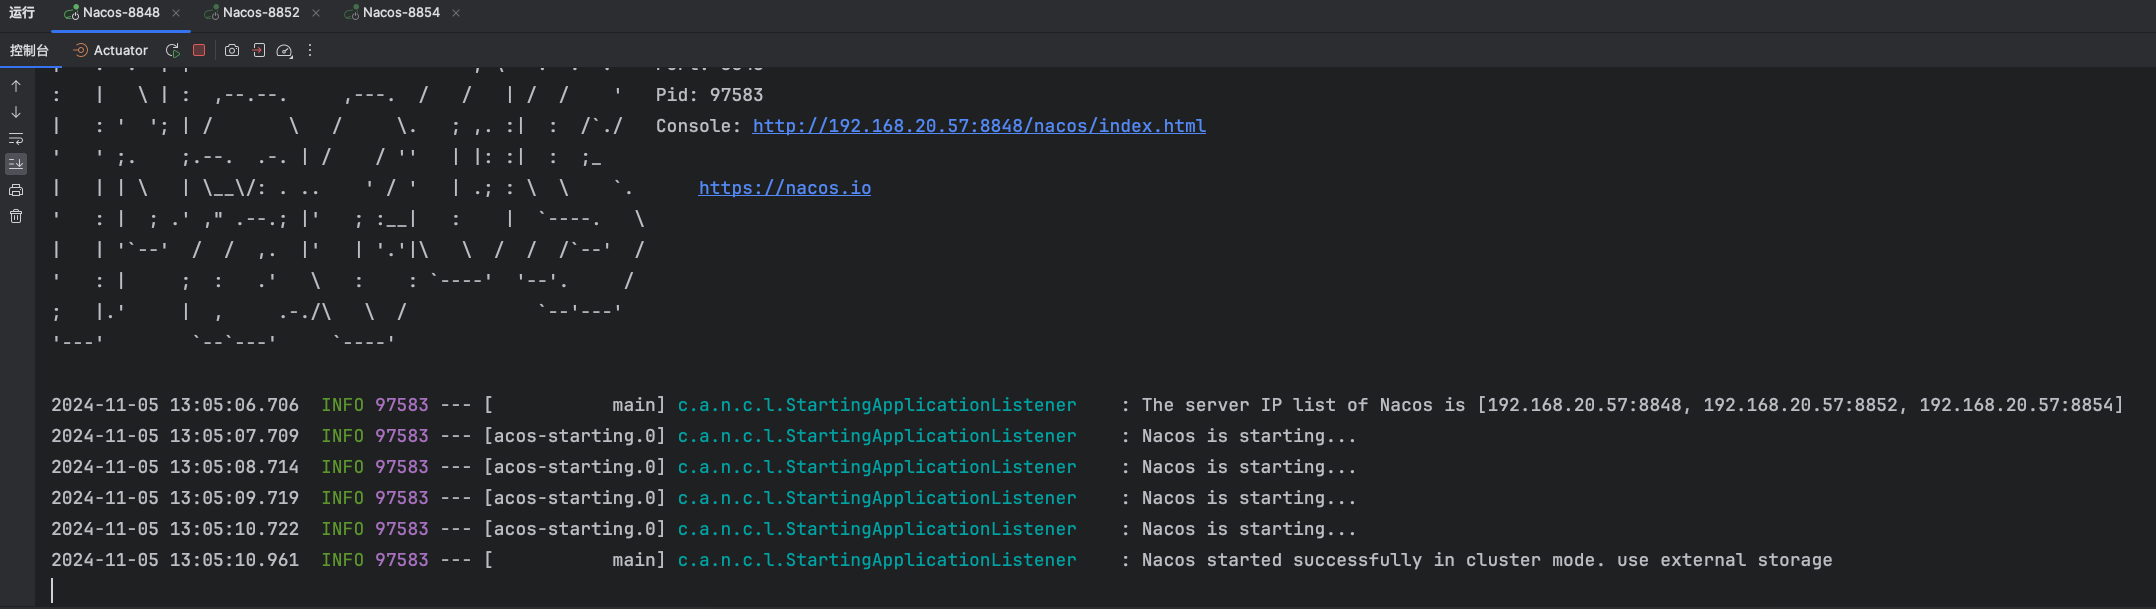 运行 Nacos-8848 × Nacos-8852 × Nacos-8854 ×
控制台 Actuator
:   |   \ | :  ,--.--.     ,---.  /   /   | /  /    '   Pid: 97583
|   : '  '; | /       \   /     \.   ; ,. :|  :  /`./   Console: http://192.168.20.57:8848/nacos/index.html
'   ' ;.    ;.--.  .-. | /    / ''   | |: :|  :  ;_
|   | | \   | \__\/: . ..    ' / '   | .; : \  \    `.      https://nacos.io
'   : |  ; .' ," .--.; |'   ; :__|   :    |  `----.   \
|   | '`--'  /  /  ,.  |'   | '.'|\   \  /  /  /`--'  /
'   : |     ;  :   .'   \   :    : `----'  '--'.     /
;   |.'     |  ,     .-./\   \  /            `--'---'
'---'        `--`---'     `----'
2024-11-05 13:05:06.706  INFO 97583 --- [           main] c.a.n.c.l.StartingApplicationListener    : The server IP list of Nacos is [192.168.20.57:8848, 192.168.20.57:8852, 192.168.20.57:8854]
2024-11-05 13:05:07.709  INFO 97583 --- [acos-starting.0] c.a.n.c.l.StartingApplicationListener    : Nacos is starting...
2024-11-05 13:05:08.714  INFO 97583 --- [acos-starting.0] c.a.n.c.l.StartingApplicationListener    : Nacos is starting...
2024-11-05 13:05:09.719  INFO 97583 --- [acos-starting.0] c.a.n.c.l.StartingApplicationListener    : Nacos is starting...
2024-11-05 13:05:10.722  INFO 97583 --- [acos-starting.0] c.a.n.c.l.StartingApplicationListener    : Nacos is starting...
2024-11-05 13:05:10.961  INFO 97583 --- [           main] c.a.n.c.l.StartingApplicationListener    : Nacos started successfully in cluster mode. use external storage